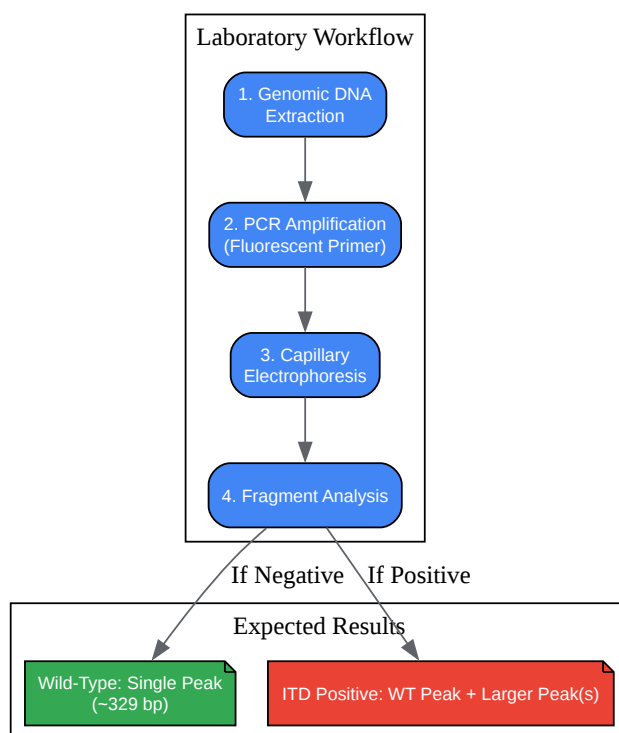 Laboratory Workflow
1. Genomic DNA
Extraction
2. PCR Amplification
(Fluorescent Primer)
3. Capillary
Electrophoresis
4. Fragment Analysis
If Negative
If Positive
Expected Results
Wild-Type: Single Peak
(~329 bp)
ITD Positive: WT Peak + Larger Peak(s)